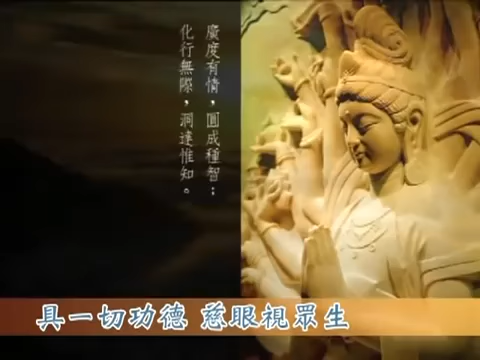 廣度有情，圓成種智；
化行無際，洞達惟知。
具一切功德 慈眼視眾生